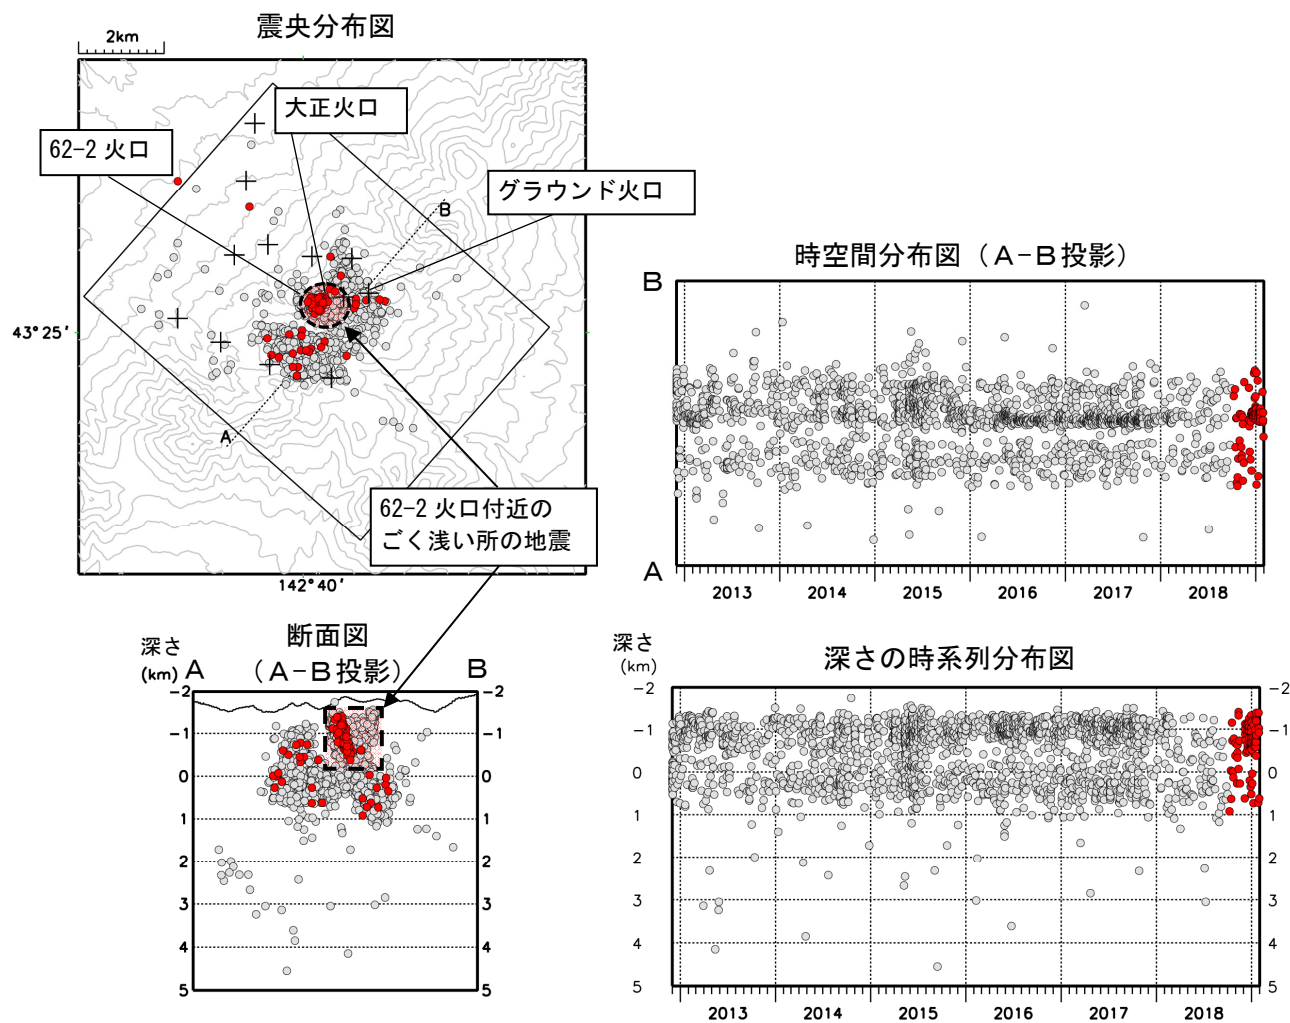 震央分布図
2km
大正火口
62-2 火口
グラウンド火口
B
A
43°25′
142°40′
62-2 火口付近の
ごく浅い所の地震
時空間分布図（A-B投影）
B
A
2013 2014 2015 2016 2017 2018
断面図
（A-B投影）
深さ
(km)
A B
-2 -2
-1 -1
0 0
1 1
2 2
3 3
4 4
5 5
深さの時系列分布図
深さ
(km)
-2 -2
-1 -1
0 0
1 1
2 2
3 3
4 4
5 5
2013 2014 2015 2016 2017 2018